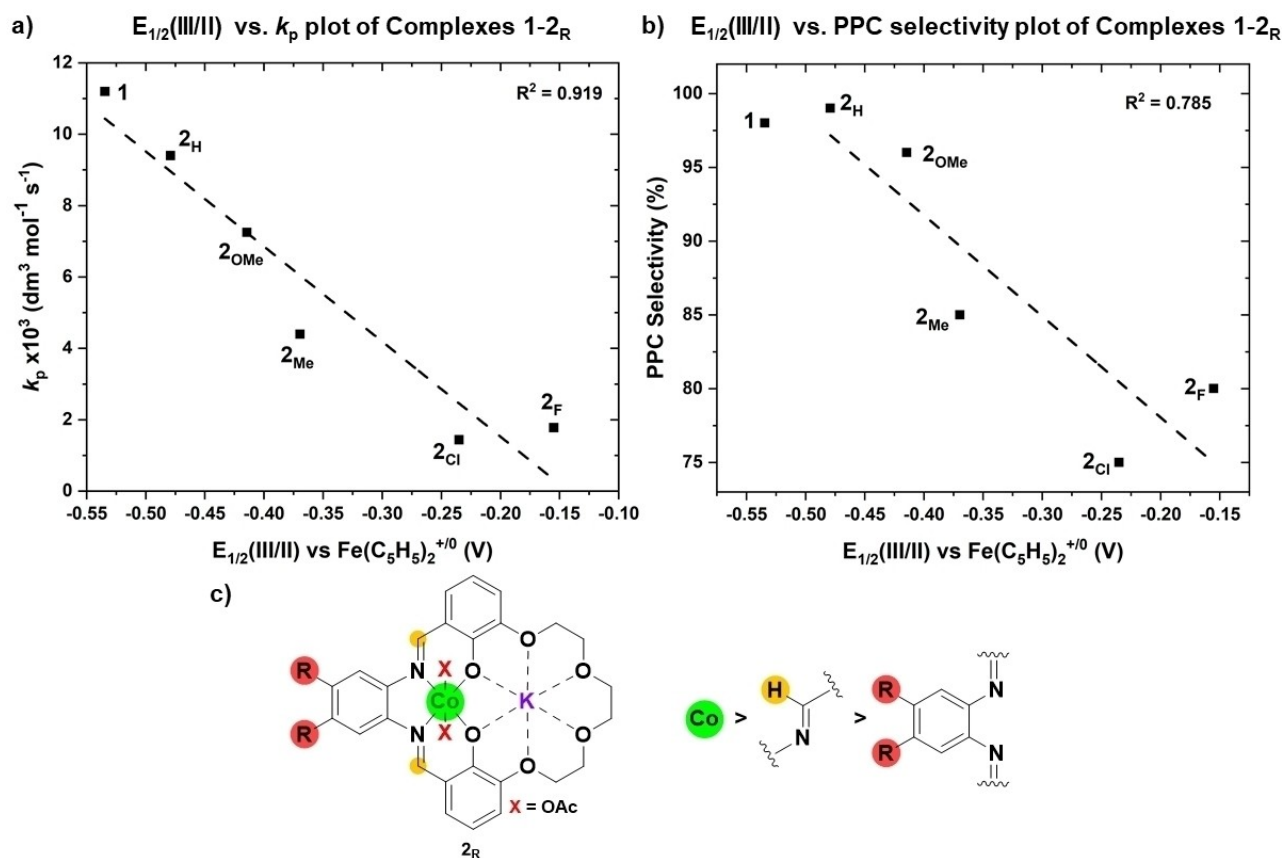 a) E1/2(III/II) vs. kp plot of Complexes 1-2R
b) E1/2(III/II) vs. PPC selectivity plot of Complexes 1-2R
R² = 0.919
1
2H
2OMe
2Me
2Cl
2F
kp x10³ (dm³ mol⁻¹ s⁻¹)
12
10
8
6
4
2
0
-0.55 -0.50 -0.45 -0.40 -0.35 -0.30 -0.25 -0.20 -0.15 -0.10
E1/2(III/II) vs Fe(C5H5)2+/0 (V)
R² = 0.785
1
2H
2OMe
2Me
2F
2Cl
PPC Selectivity (%)
100
95
90
85
80
75
-0.55 -0.50 -0.45 -0.40 -0.35 -0.30 -0.25 -0.20 -0.15
E1/2(III/II) vs Fe(C5H5)2+/0 (V)
c)
O
O
R N X O
Co K
R N X O
O
O
X = OAc
2R
Co > H N > R R N N